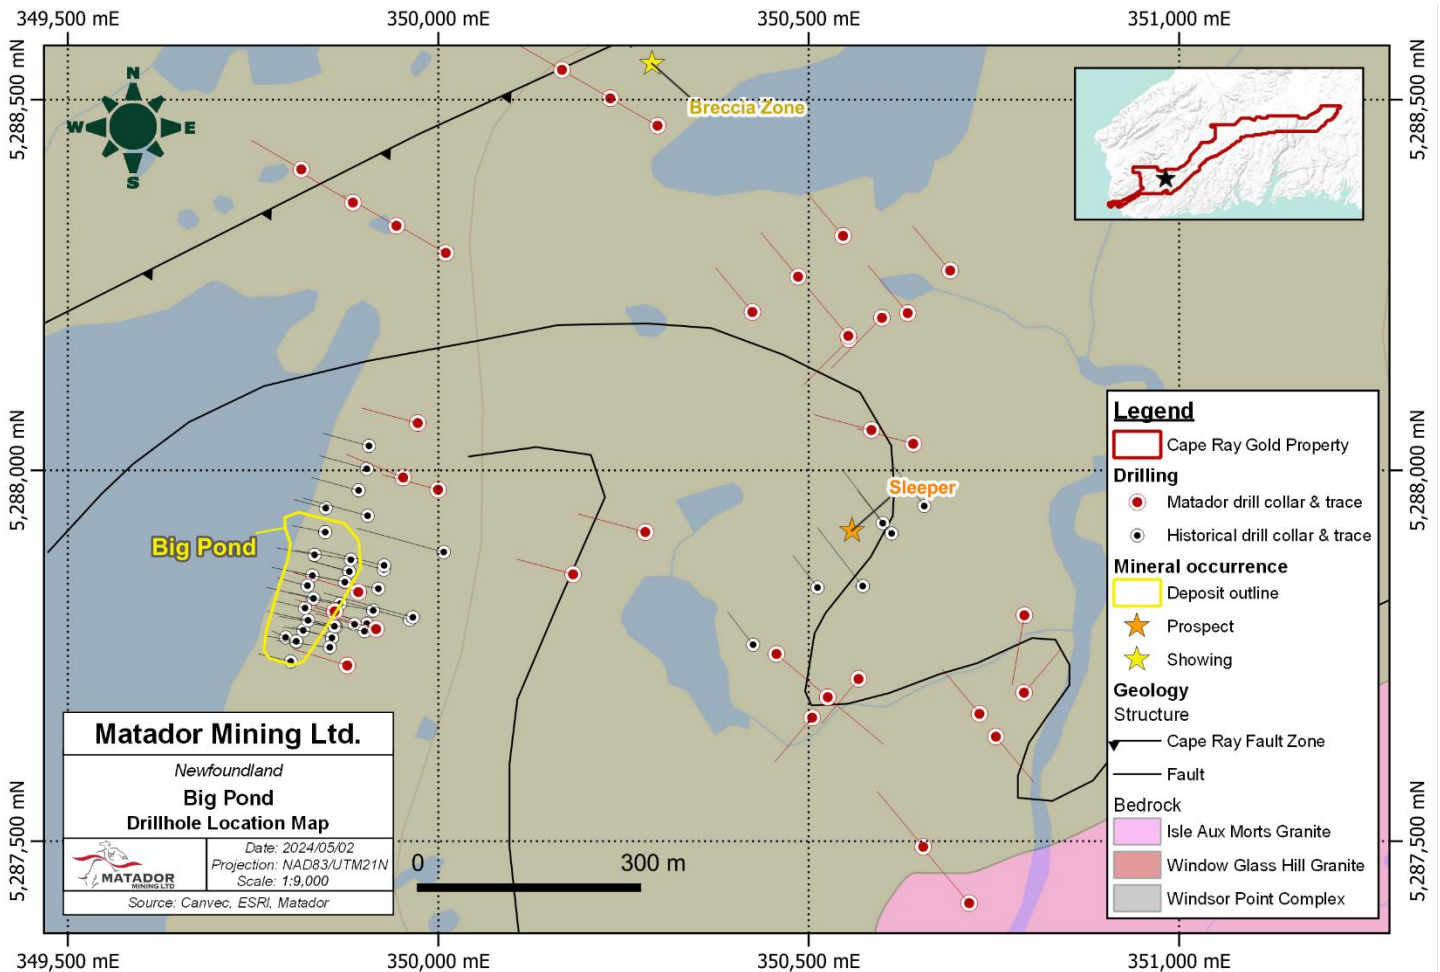 349,500 mE
350,000 mE
350,500 mE
351,000 mE
5,288,500 mN
5,288,500 mN
N
W
E
S
Breccia Zone
5,288,000 mN
5,288,000 mN
Sleeper
Big Pond
Legend
Cape Ray Gold Property
Drilling
Matador drill collar & trace
Historical drill collar & trace
Mineral occurrence
Deposit outline
Prospect
Showing
Geology
Structure
Cape Ray Fault Zone
Fault
Bedrock
Isle Aux Morts Granite
Window Glass Hill Granite
Windsor Point Complex
Matador Mining Ltd.
Newfoundland
Big Pond
Drillhole Location Map
MATADOR
MINING LTD
Date: 2024/05/02
Projection: NAD83/UTM21N
Scale: 1:9,000
Source: Canvec, ESRI, Matador
0
300 m
5,287,500 mN
5,287,500 mN
349,500 mE
350,000 mE
350,500 mE
351,000 mE